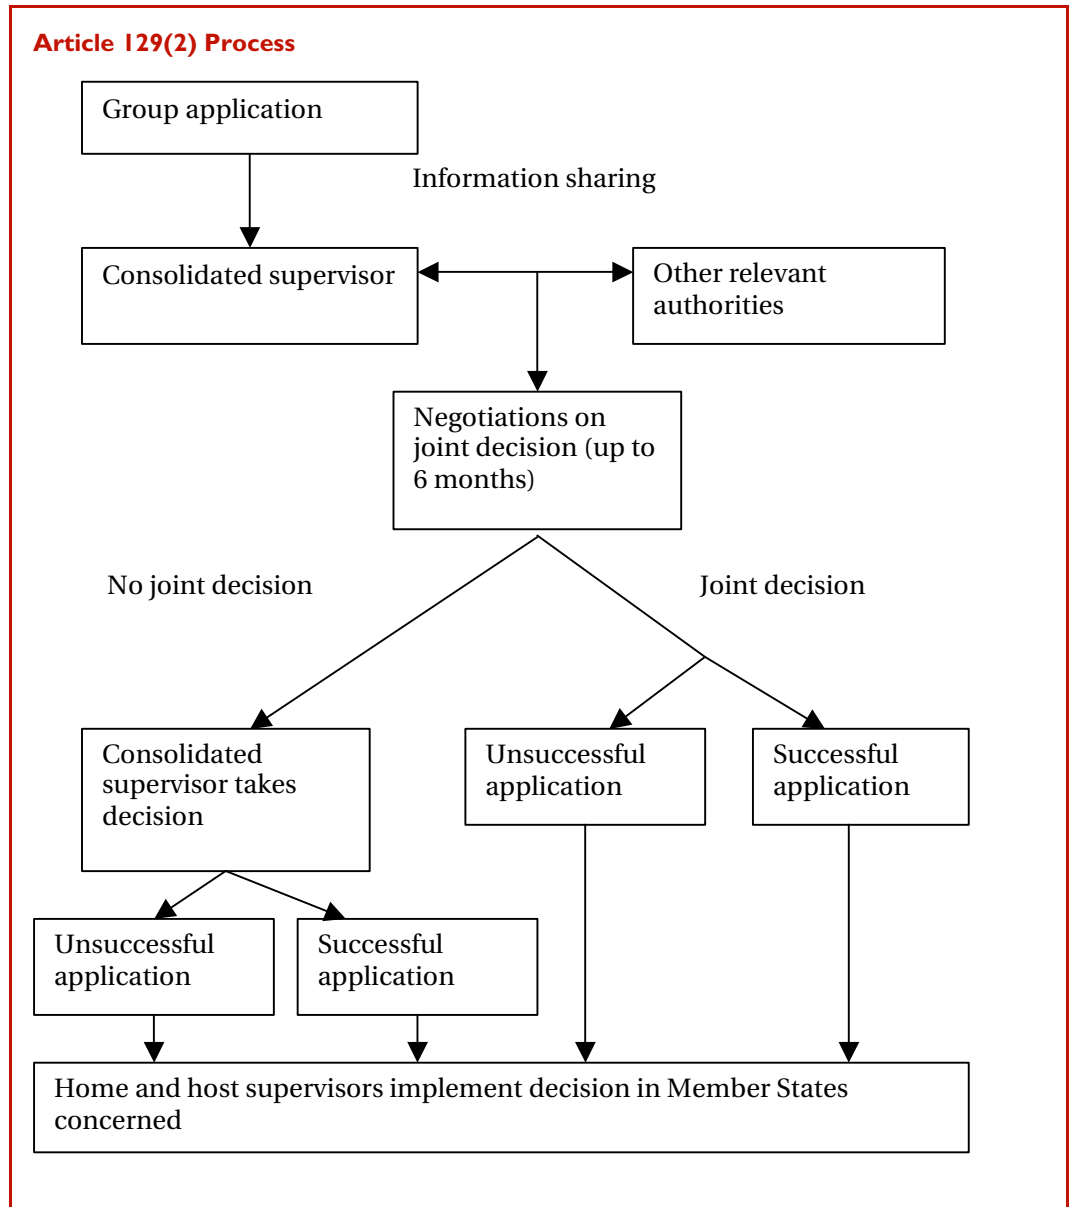 Article 129(2) Process
Group application
Information sharing
Consolidated supervisor
Other relevant
authorities
Negotiations on
joint decision (up to
6 months)
No joint decision
Joint decision
Consolidated
supervisor takes
decision
Unsuccessful
application
Successful
application
Unsuccessful
application
Successful
application
Home and host supervisors implement decision in Member States
concerned